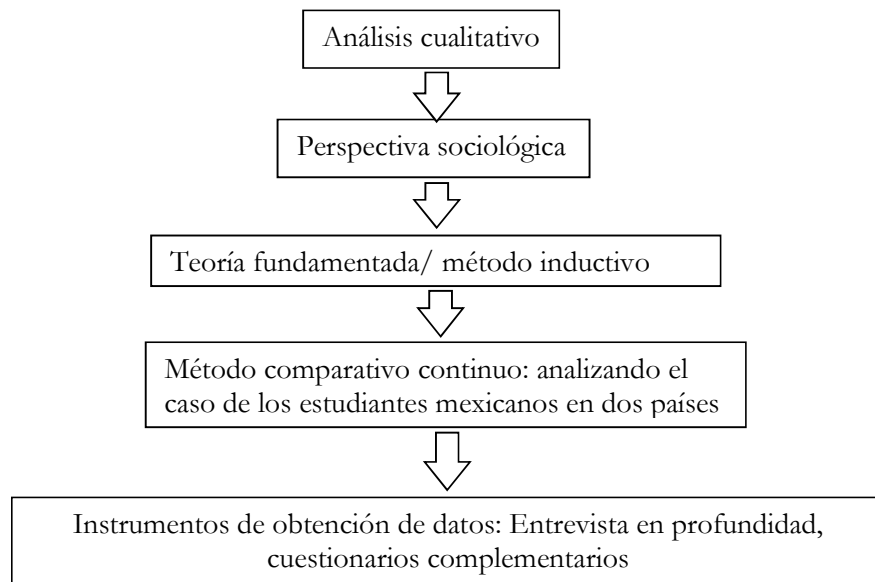 Análisis cualitativo
Perspectiva sociológica
Teoría fundamentada/ método inductivo
Método comparativo continuo: analizando el
caso de los estudiantes mexicanos en dos países
Instrumentos de obtención de datos: Entrevista en profundidad,
cuestionarios complementarios